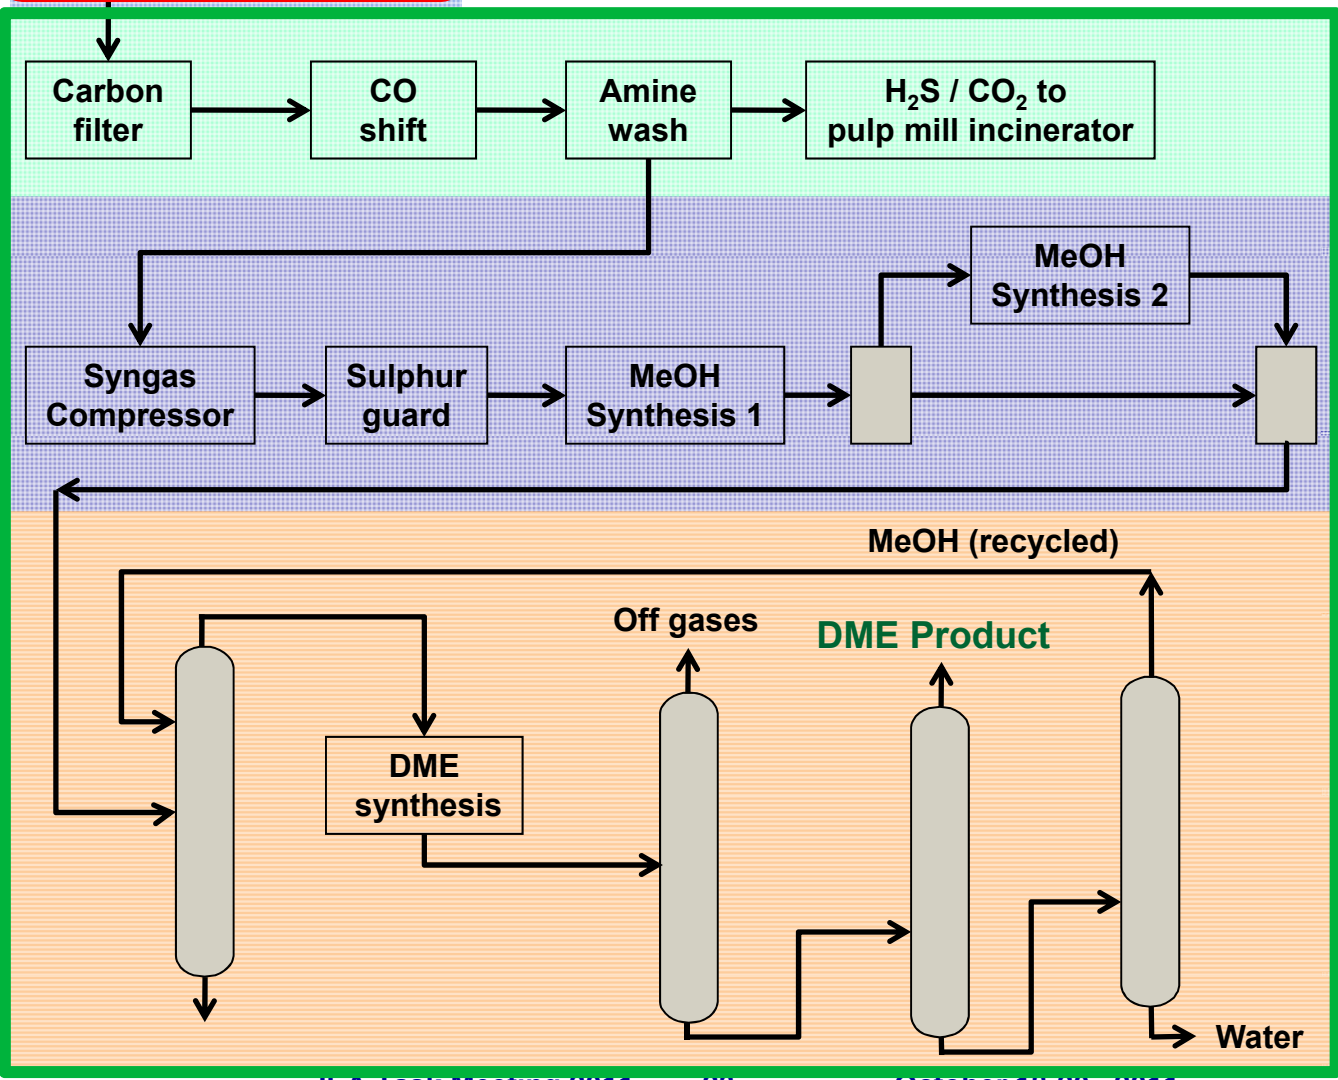 Carbon
filter
CO
shift
Amine
wash
H₂S / CO₂ to
pulp mill incinerator
MeOH
Synthesis 2
Syngas
Compressor
Sulphur
guard
MeOH
Synthesis 1
MeOH (recycled)
Off gases
DME Product
DME
synthesis
Water